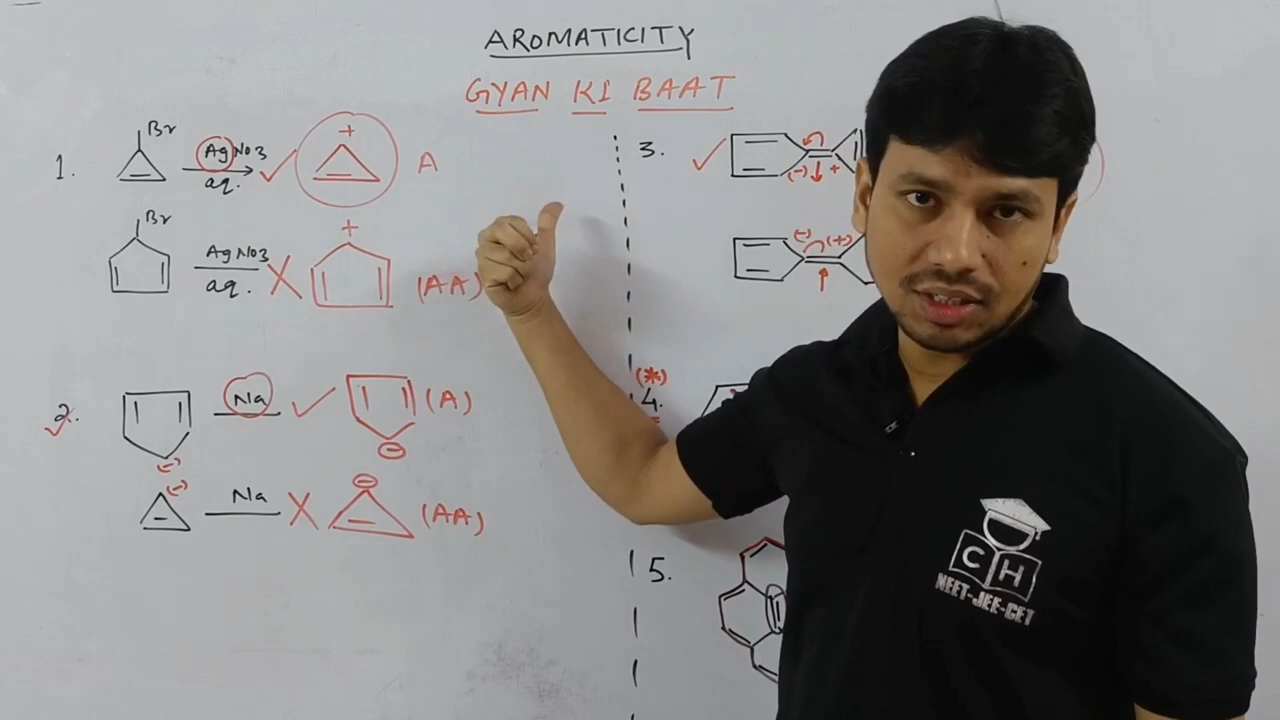 AROMATICITY
GYAN KI BAAT
1.
Br
AgNO3
aq.
+
A
Br
AgNO3
aq.
+
(AA)
2.
(-)
Na
(A)
(-)
Na
(AA)
3.
(-)
+
(-) (+)
(*)
4.
5.
C H
NEET-JEE-CET